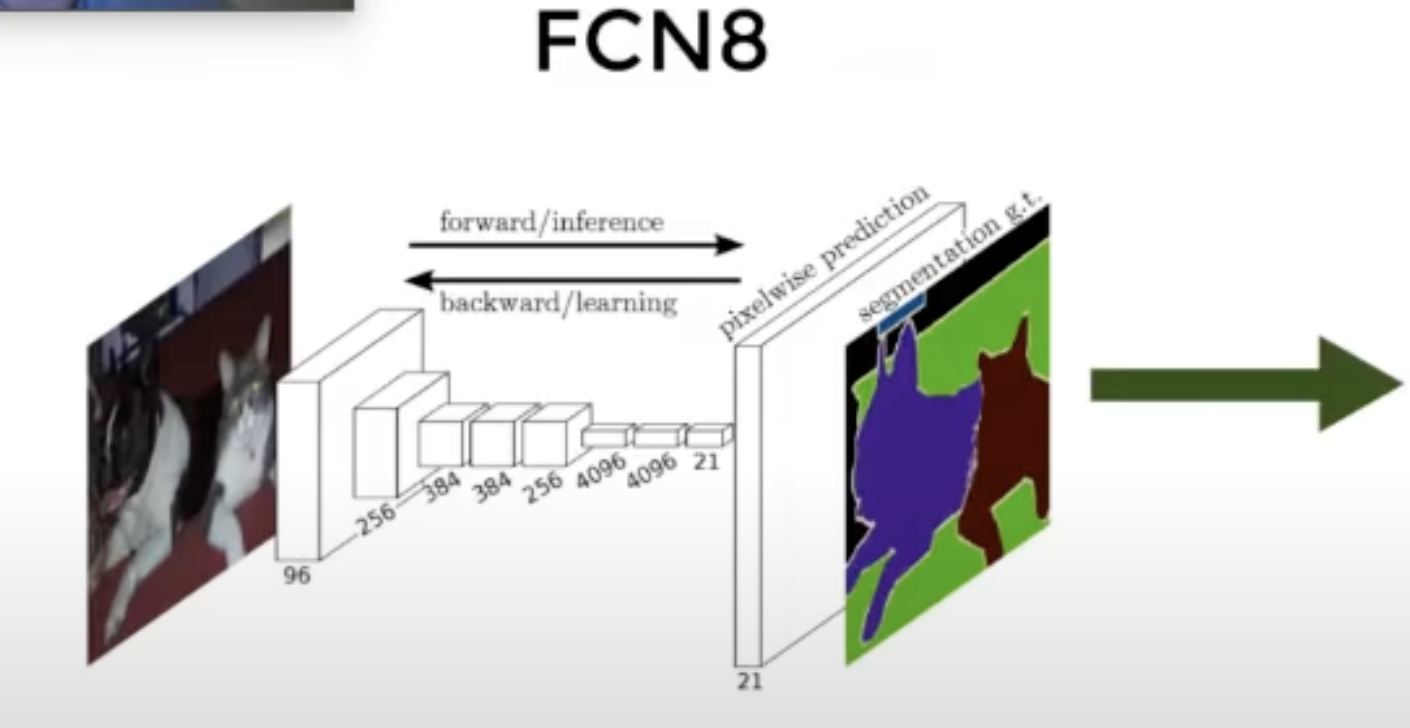 FCN8
forward/inference
backward/learning
pixelwise prediction
segmentation g.t.
96
256
384
384
256
4096
4096
21
21